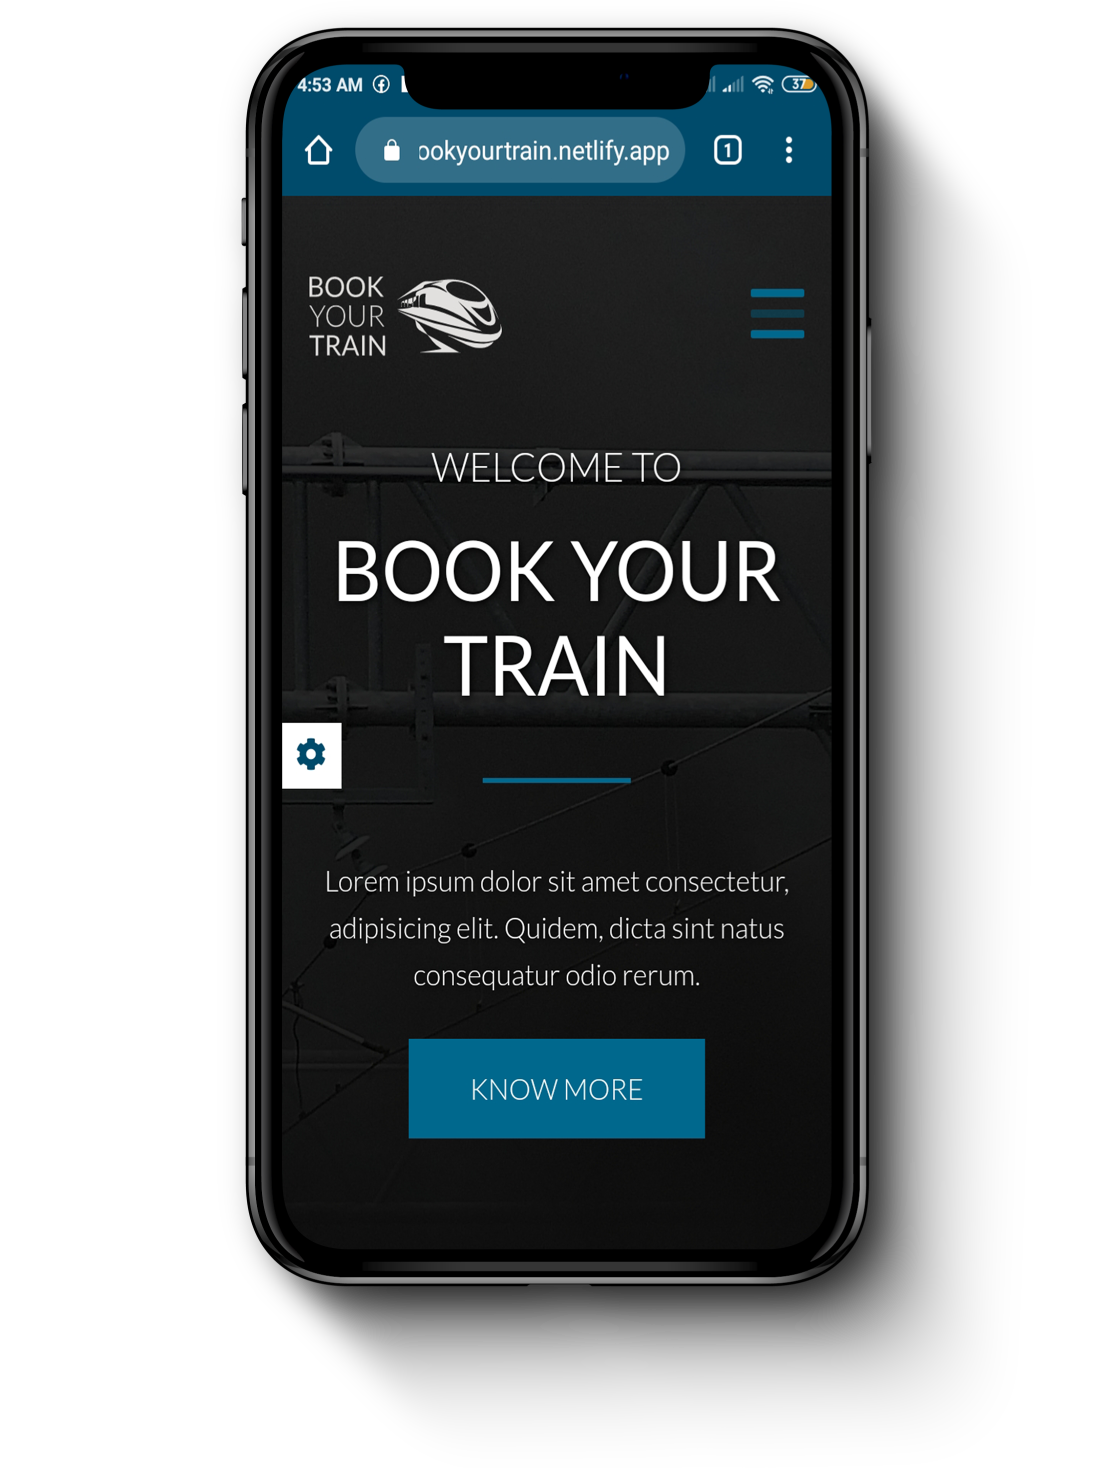 4:53 AM
37
ookyourtrain.netlify.app
1
BOOK
YOUR
TRAIN
WELCOME TO
BOOK YOUR
TRAIN
Lorem ipsum dolor sit amet consectetur,
adipisicing elit. Quidem, dicta sint natus
consequatur odio rerum.
KNOW MORE